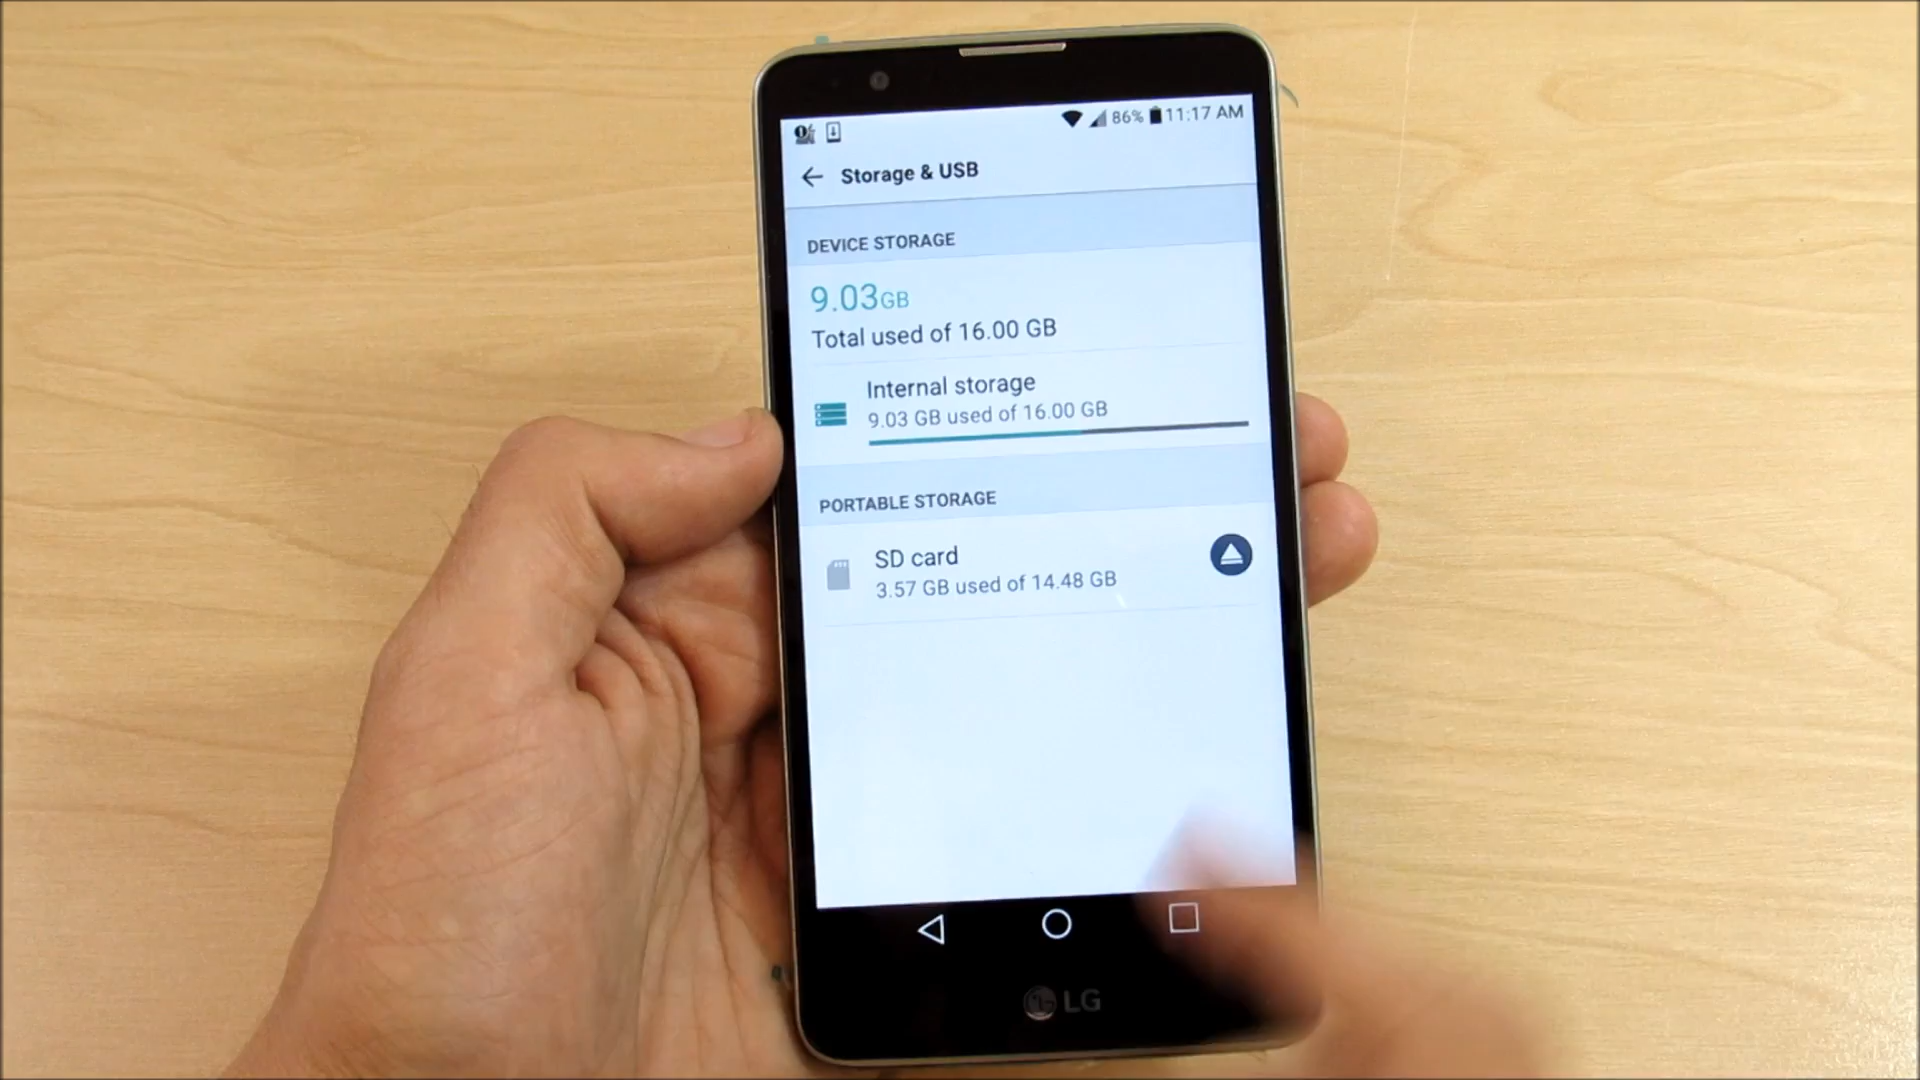 86% 11:17 AM
Storage & USB
DEVICE STORAGE
9.03GB
Total used of 16.00 GB
Internal storage
9.03 GB used of 16.00 GB
PORTABLE STORAGE
SD card
3.57 GB used of 14.48 GB
LG